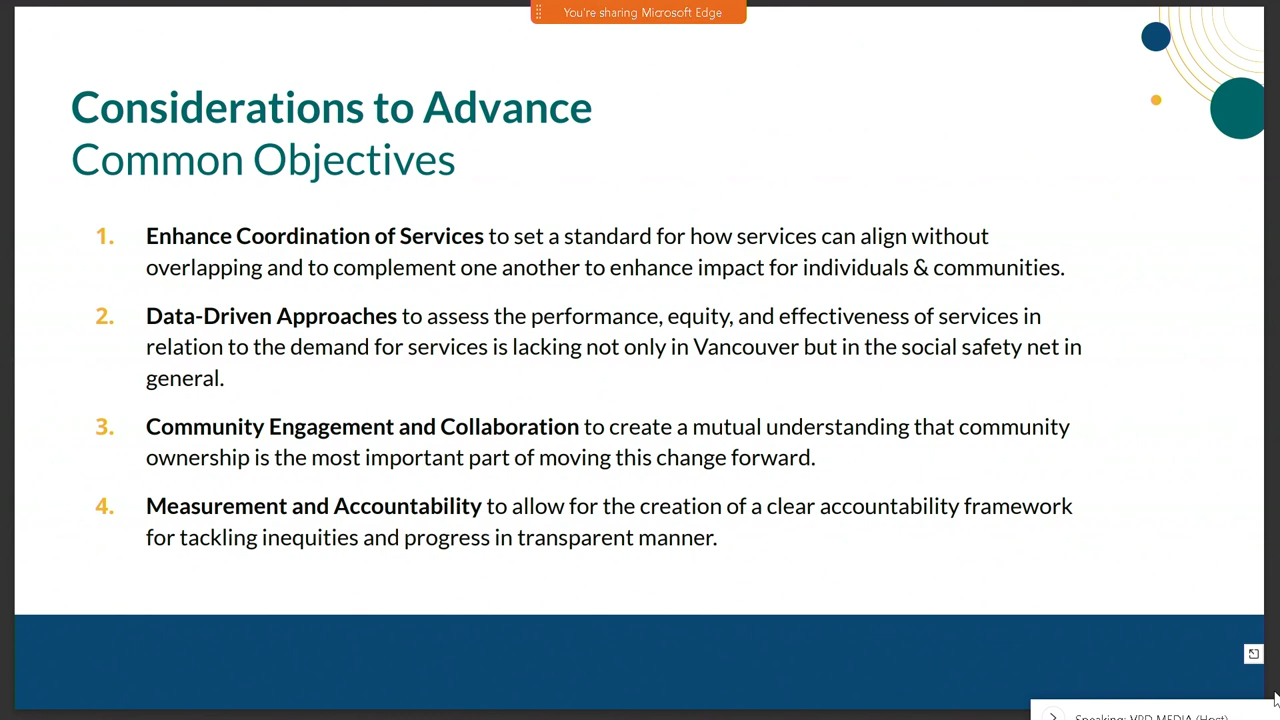 You're sharing Microsoft Edge
Considerations to Advance
Common Objectives
1. Enhance Coordination of Services to set a standard for how services can align without
overlapping and to complement one another to enhance impact for individuals & communities.
2. Data-Driven Approaches to assess the performance, equity, and effectiveness of services in
relation to the demand for services is lacking not only in Vancouver but in the social safety net in
general.
3. Community Engagement and Collaboration to create a mutual understanding that community
ownership is the most important part of moving this change forward.
4. Measurement and Accountability to allow for the creation of a clear accountability framework
for tackling inequities and progress in transparent manner.
Speaking: VPD MEDIA (Host)